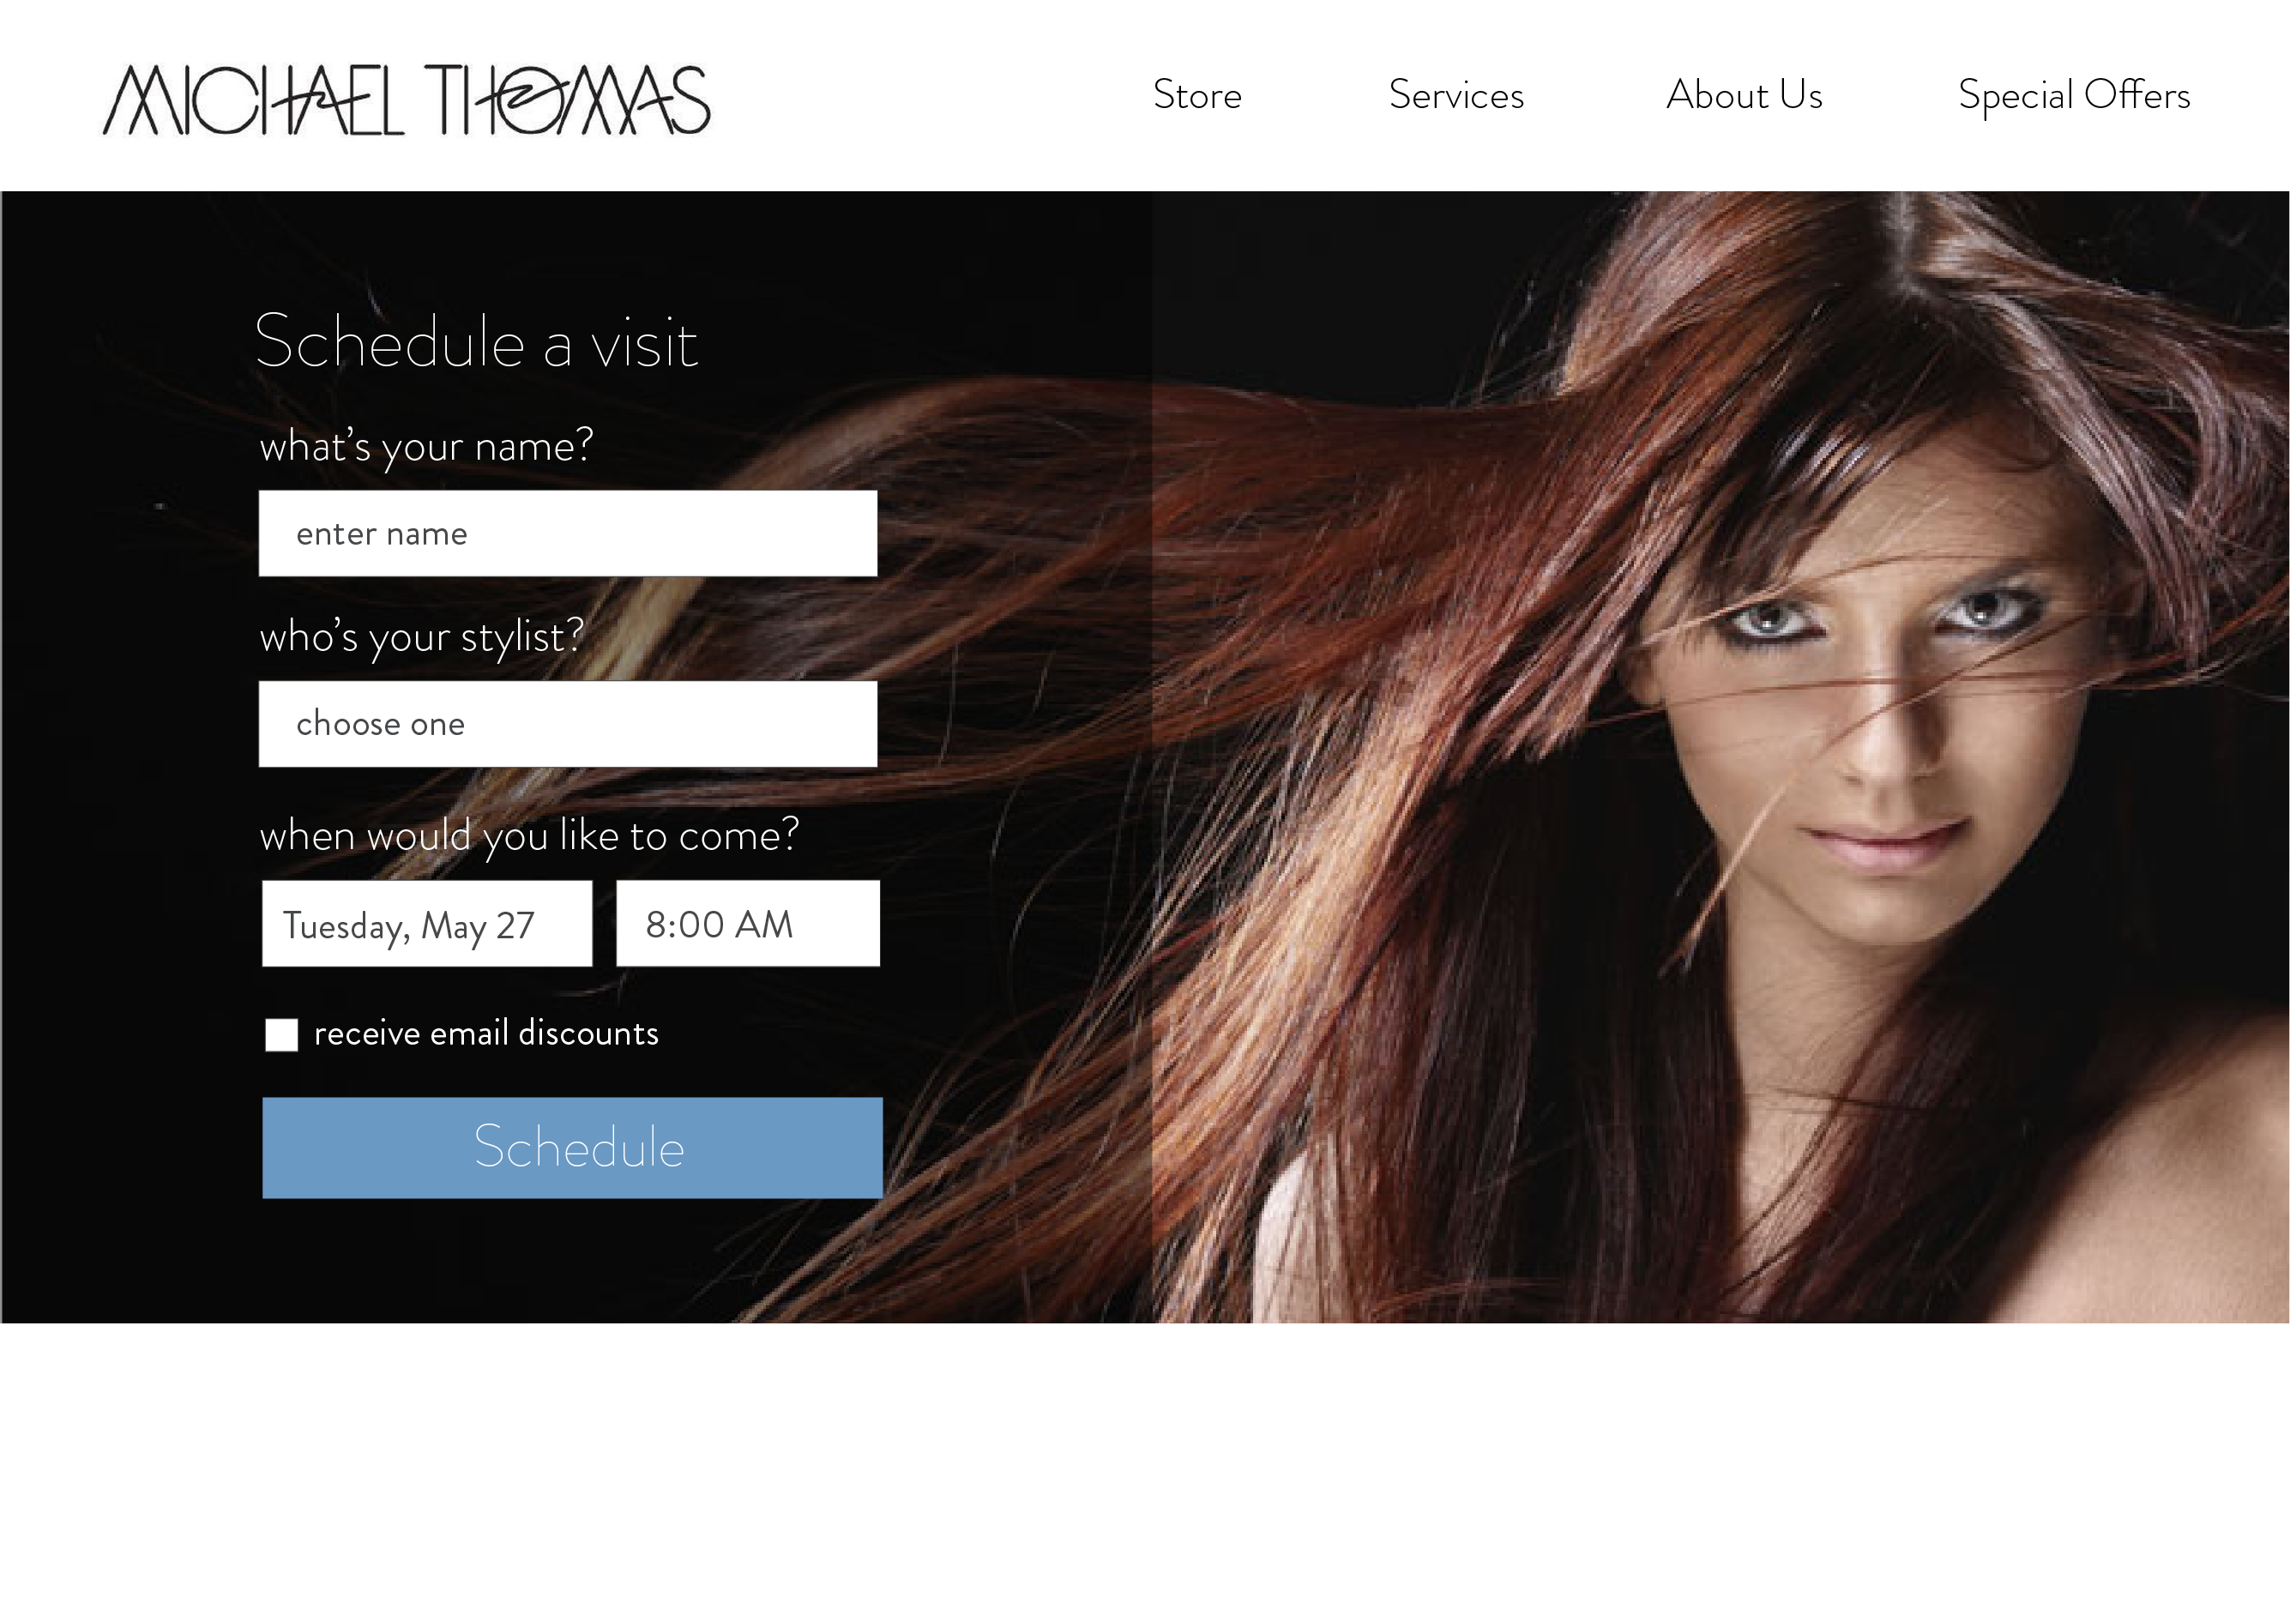 MICHAEL THOMAS
Store Services About Us Special Offers
Schedule a visit
what’s your name?
enter name
who’s your stylist?
choose one
when would you like to come?
Tuesday, May 27 8:00 AM
receive email discounts
Schedule